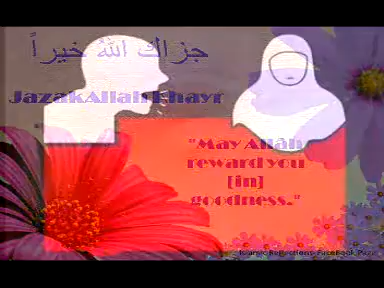 جزاك الله خيراً
JazakAllah Khayr
"May Allah
reward you
[in]
goodness."
Islamic Reflections FaceBook Page